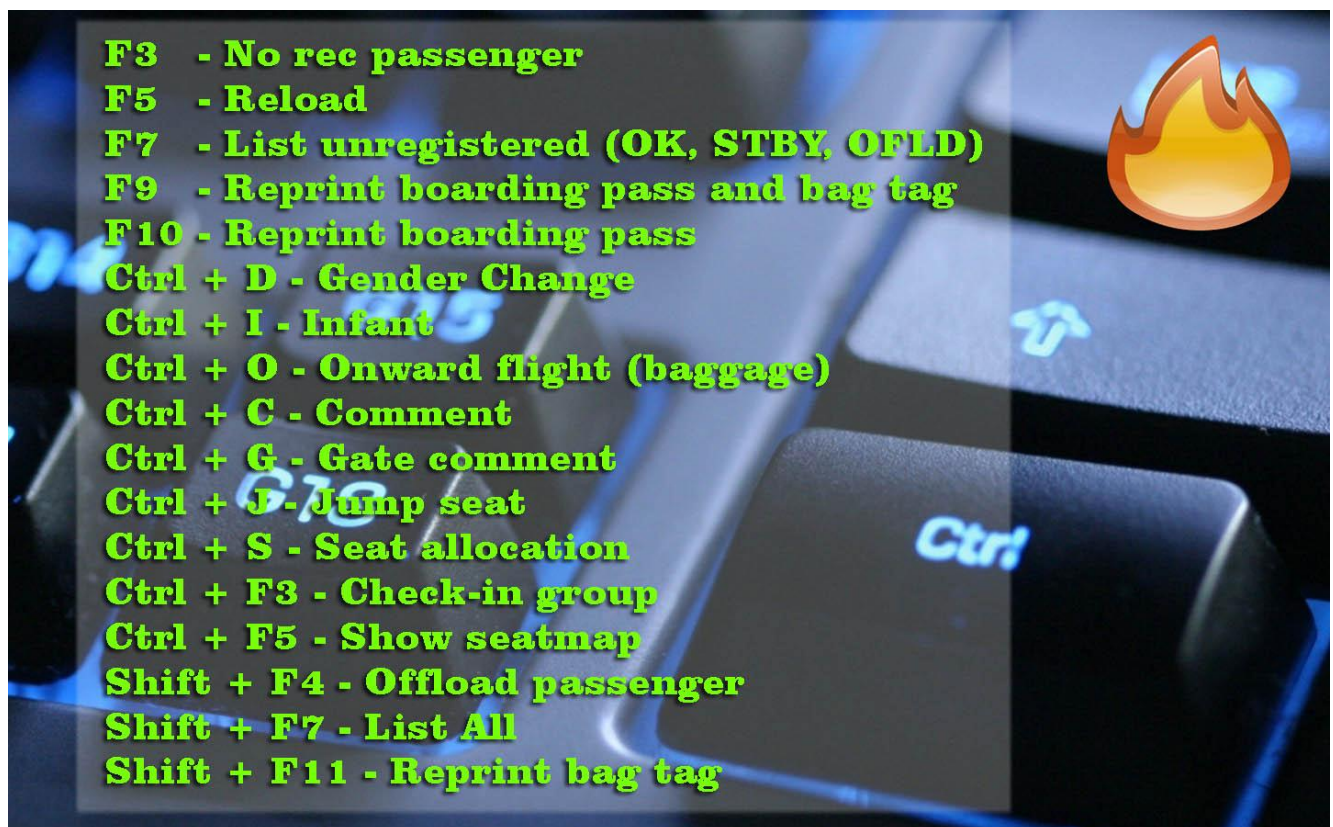 F3 - No rec passenger
F5 - Reload
F7 - List unregistered (OK, STBY, OFLD)
F9 - Reprint boarding pass and bag tag
F10 - Reprint boarding pass
Ctrl + D - Gender Change
Ctrl + I - Infant
Ctrl + O - Onward flight (baggage)
Ctrl + C - Comment
Ctrl + G - Gate comment
Ctrl + J - Jump seat
Ctrl + S - Seat allocation
Ctrl + F3 - Check-in group
Ctrl + F5 - Show seatmap
Shift + F4 - Offload passenger
Shift + F7 - List All
Shift + F11 - Reprint bag tag
G15
Ctrl